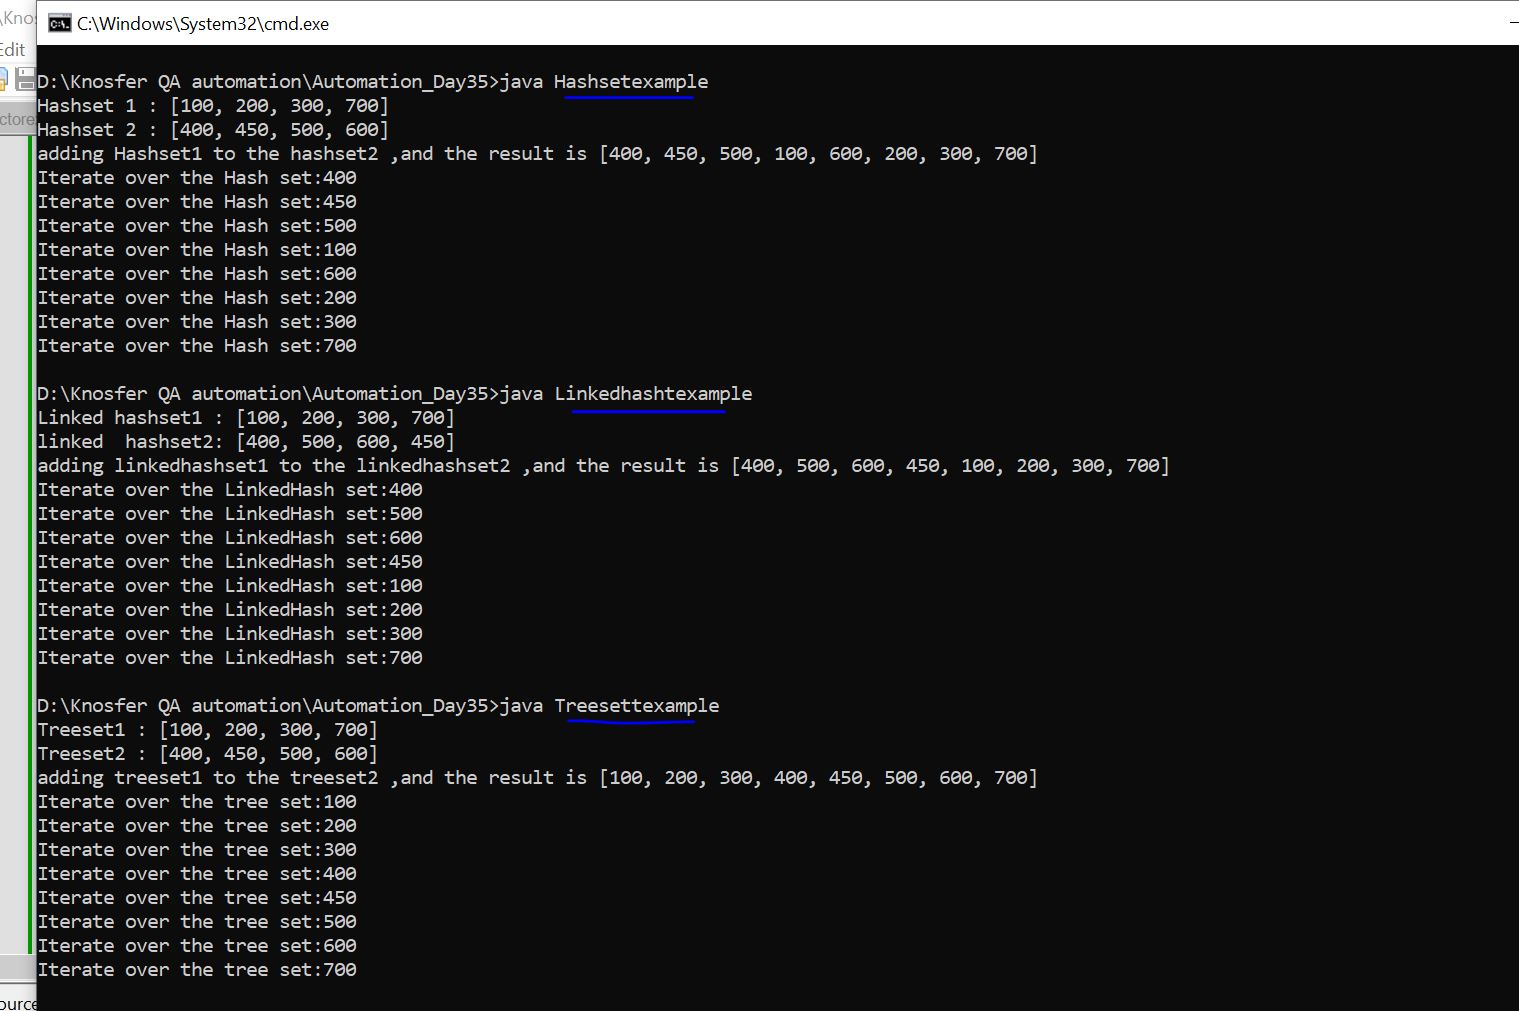 \Knos
C:\Windows\System32\cmd.exe
Edit
ctore
D:\Knosfer QA automation\Automation_Day35>java Hashsetexample
Hashset 1 : [100, 200, 300, 700]
Hashset 2 : [400, 450, 500, 600]
adding Hashset1 to the hashset2 ,and the result is [400, 450, 500, 100, 600, 200, 300, 700]
Iterate over the Hash set:400
Iterate over the Hash set:450
Iterate over the Hash set:500
Iterate over the Hash set:100
Iterate over the Hash set:600
Iterate over the Hash set:200
Iterate over the Hash set:300
Iterate over the Hash set:700
D:\Knosfer QA automation\Automation_Day35>java Linkedhashtexample
Linked hashset1 : [100, 200, 300, 700]
linked  hashset2: [400, 500, 600, 450]
adding linkedhashset1 to the linkedhashset2 ,and the result is [400, 500, 600, 450, 100, 200, 300, 700]
Iterate over the LinkedHash set:400
Iterate over the LinkedHash set:500
Iterate over the LinkedHash set:600
Iterate over the LinkedHash set:450
Iterate over the LinkedHash set:100
Iterate over the LinkedHash set:200
Iterate over the LinkedHash set:300
Iterate over the LinkedHash set:700
D:\Knosfer QA automation\Automation_Day35>java Treesettexample
Treeset1 : [100, 200, 300, 700]
Treeset2 : [400, 450, 500, 600]
adding treeset1 to the treeset2 ,and the result is [100, 200, 300, 400, 450, 500, 600, 700]
Iterate over the tree set:100
Iterate over the tree set:200
Iterate over the tree set:300
Iterate over the tree set:400
Iterate over the tree set:450
Iterate over the tree set:500
Iterate over the tree set:600
Iterate over the tree set:700
ource